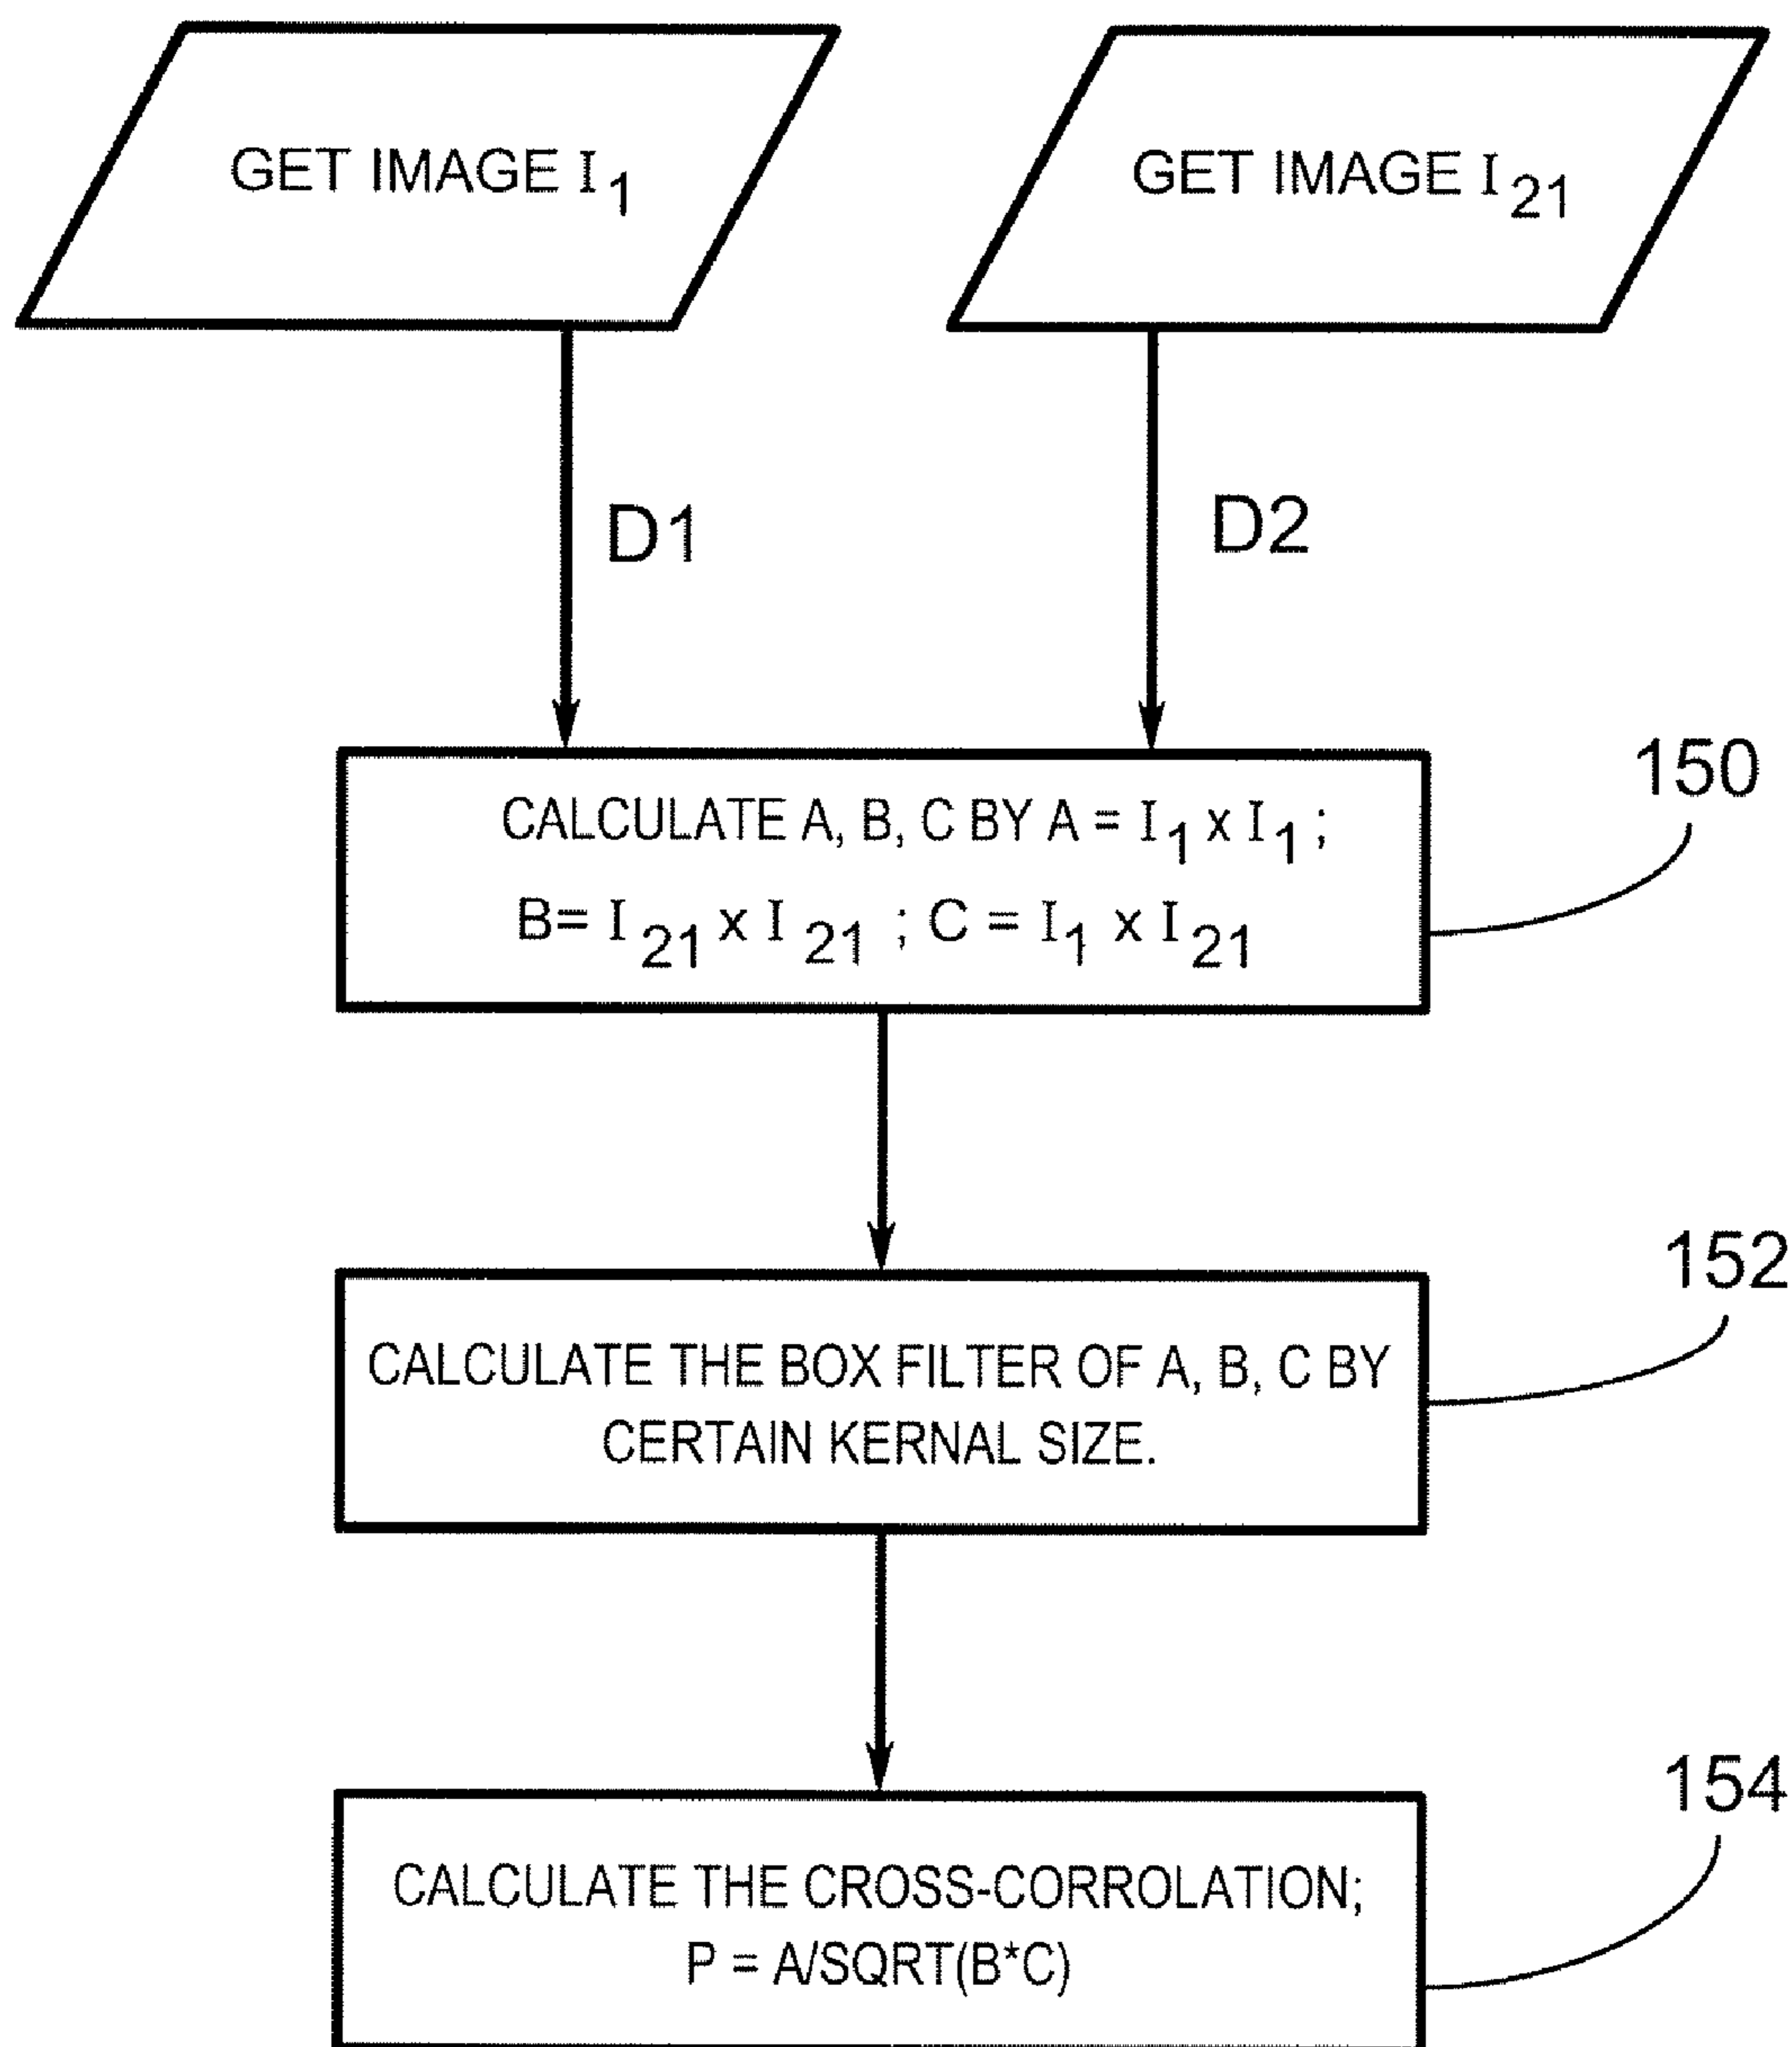 GET IMAGE I1
GET IMAGE I21
D1
D2
150
CALCULATE A, B, C BY A = I1 x I1 ;
B= I21 x I21 ; C = I1 x I21
152
CALCULATE THE BOX FILTER OF A, B, C BY
CERTAIN KERNAL SIZE.
154
CALCULATE THE CROSS-CORROLATION;
P = A/SQRT(B*C)